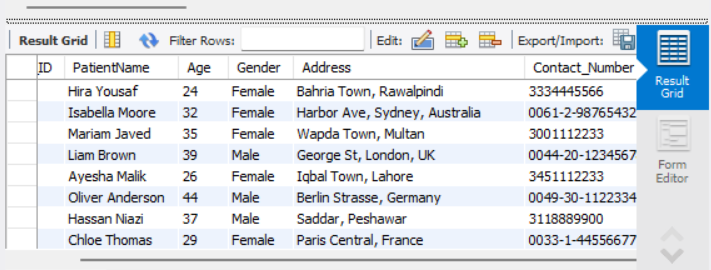 Result Grid Filter Rows: Edit: Export/Import:
ID PatientName Age Gender Address Contact_Number
Hira Yousaf 24 Female Bahria Town, Rawalpindi 3334445566
Isabella Moore 32 Female Harbor Ave, Sydney, Australia 0061-2-98765432
Mariam Javed 35 Female Wapda Town, Multan 3001112233
Liam Brown 39 Male George St, London, UK 0044-20-1234567
Ayesha Malik 26 Female Iqbal Town, Lahore 3451112233
Oliver Anderson 44 Male Berlin Strasse, Germany 0049-30-1122334
Hassan Niazi 37 Male Saddar, Peshawar 3118889900
Chloe Thomas 29 Female Paris Central, France 0033-1-44556677
Result
Grid
Form
Editor